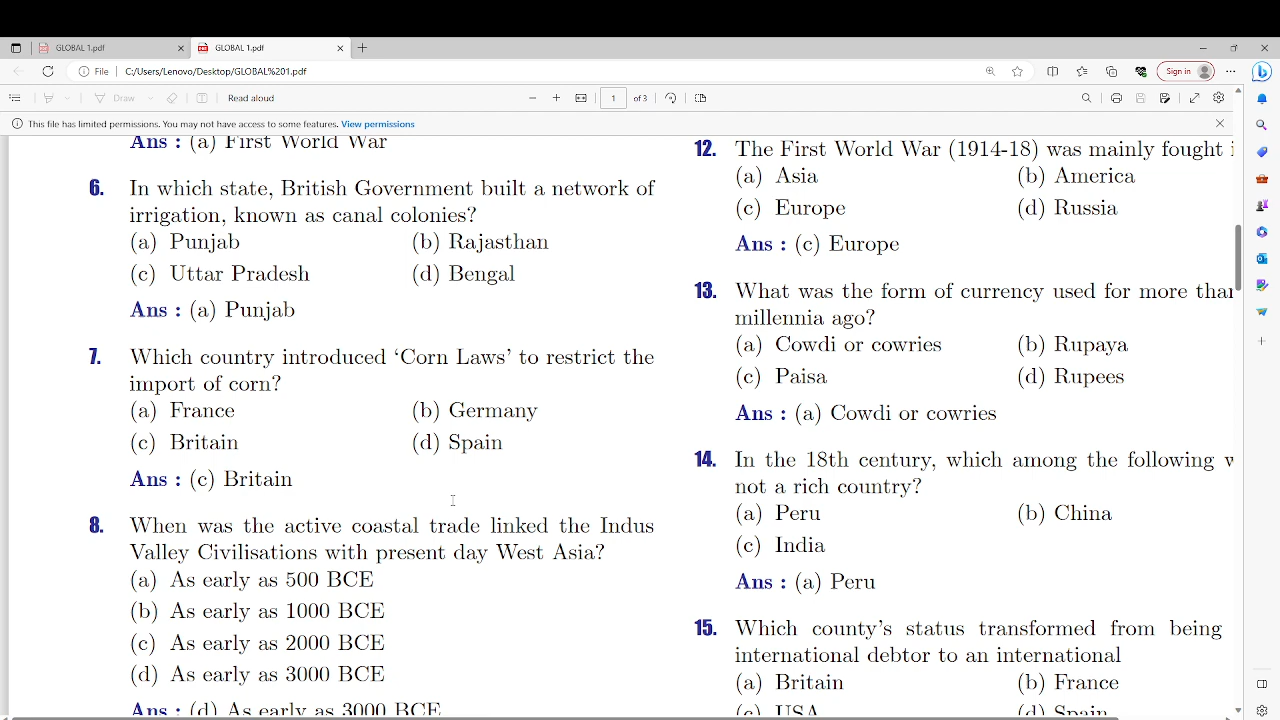 GLOBAL 1.pdf
GLOBAL 1.pdf
File
C:/Users/Lenovo/Desktop/GLOBAL%201.pdf
Sign in
Draw
Read aloud
1
of 3
This file has limited permissions. You may not have access to some features. View permissions
Ans : (a) First World War
6. In which state, British Government built a network of
irrigation, known as canal colonies?
(a) Punjab (b) Rajasthan
(c) Uttar Pradesh (d) Bengal
Ans : (a) Punjab
7. Which country introduced ‘Corn Laws’ to restrict the
import of corn?
(a) France (b) Germany
(c) Britain (d) Spain
Ans : (c) Britain
8. When was the active coastal trade linked the Indus
Valley Civilisations with present day West Asia?
(a) As early as 500 BCE
(b) As early as 1000 BCE
(c) As early as 2000 BCE
(d) As early as 3000 BCE
Ans : (d) As early as 3000 BCE
12. The First World War (1914-18) was mainly fought
(a) Asia (b) America
(c) Europe (d) Russia
Ans : (c) Europe
13. What was the form of currency used for more than
millennia ago?
(a) Cowdi or cowries (b) Rupaya
(c) Paisa (d) Rupees
Ans : (a) Cowdi or cowries
14. In the 18th century, which among the following
not a rich country?
(a) Peru (b) China
(c) India
Ans : (a) Peru
15. Which county’s status transformed from being
international debtor to an international
(a) Britain (b) France
(c) USA (d) Spain